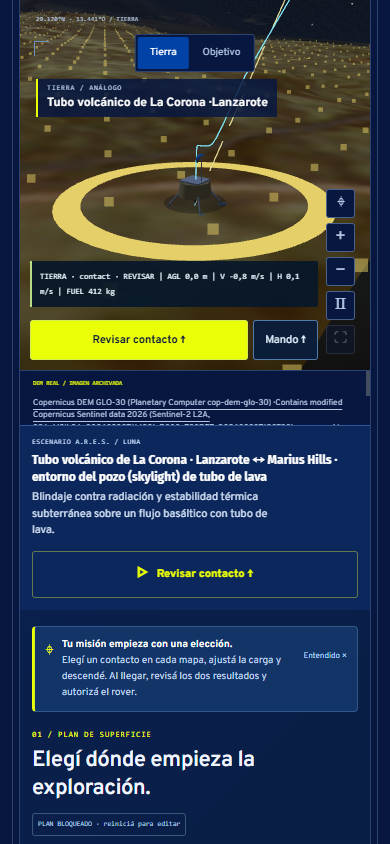 29.120°N · 13.441°O / TIERRA
Tierra
Objetivo
TIERRA / ANÁLOGO
Tubo volcánico de La Corona ·Lanzarote
TIERRA · contact · REVISAR | AGL 0,0 m | V -0,8 m/s | H 0,1
m/s | FUEL 412 kg
Revisar contacto ↑
Mando ↑
DEM REAL / IMAGEN ARCHIVADA
Copernicus DEM GLO-30 (Planetary Computer cop-dem-glo-30) ·Contains modified
Copernicus Sentinel data 2026 (Sentinel-2 L2A,
ESCENARIO A.R.E.S. / LUNA
Tubo volcánico de La Corona · Lanzarote ↔ Marius Hills ·
entorno del pozo (skylight) de tubo de lava
Blindaje contra radiación y estabilidad térmica
subterránea sobre un flujo basáltico con tubo de
lava.
Revisar contacto ↑
Tu misión empieza con una elección.
Elegí un contacto en cada mapa, ajustá la carga y
descendé. Al llegar, revisá los dos resultados y
autorizá el rover.
Entendido ×
01 / PLAN DE SUPERFICIE
Elegí dónde empieza la
exploración.
PLAN BLOQUEADO · reiniciá para editar